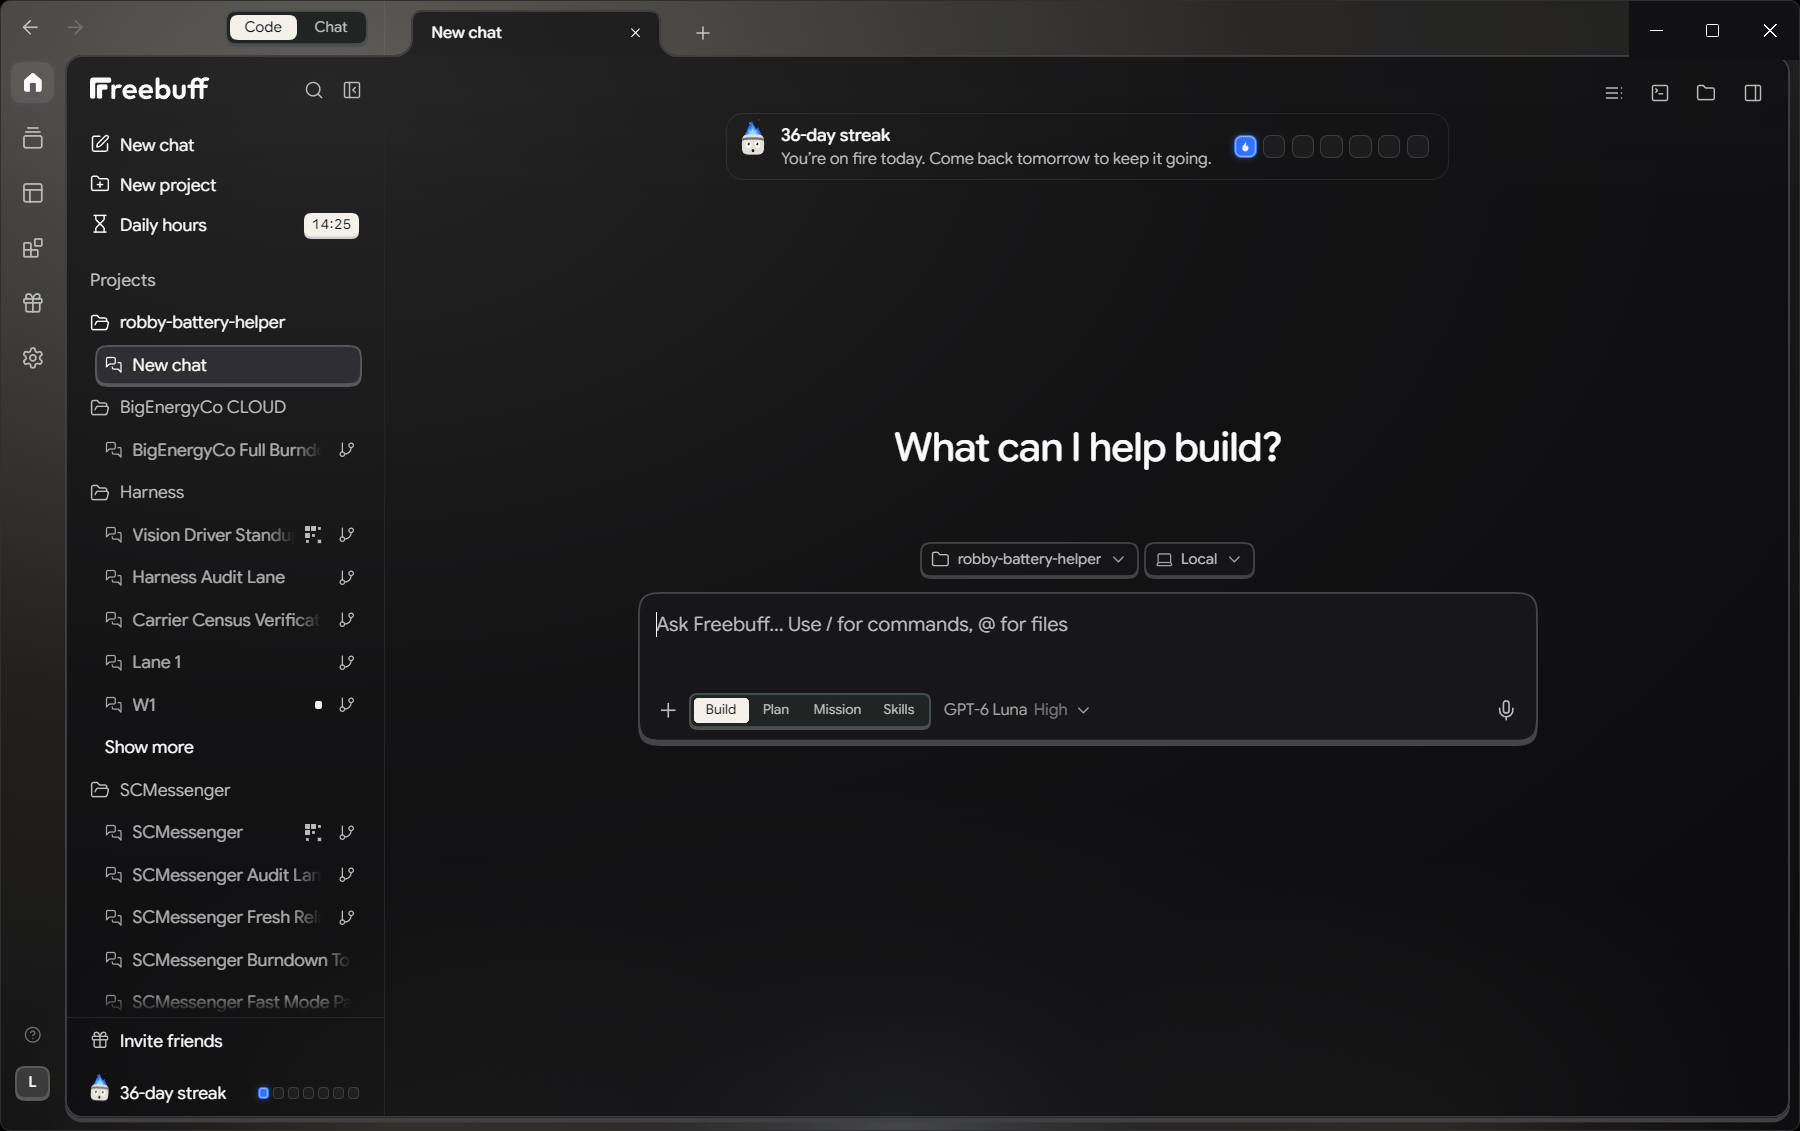 Code
Chat
New chat
Freebuff
New chat
New project
Daily hours
14:25
Projects
robby-battery-helper
New chat
BigEnergyCo CLOUD
BigEnergyCo Full Burndo
Harness
Vision Driver Standu
Harness Audit Lane
Carrier Census Verificat
Lane 1
W1
Show more
SCMessenger
SCMessenger
SCMessenger Audit Lan
SCMessenger Fresh Rel
SCMessenger Burndown To
SCMessenger Fast Mode Pa
Invite friends
36-day streak
L
36-day streak
You’re on fire today. Come back tomorrow to keep it going.
What can I help build?
robby-battery-helper
Local
Ask Freebuff... Use / for commands, @ for files
Build
Plan
Mission
Skills
GPT-6 Luna High